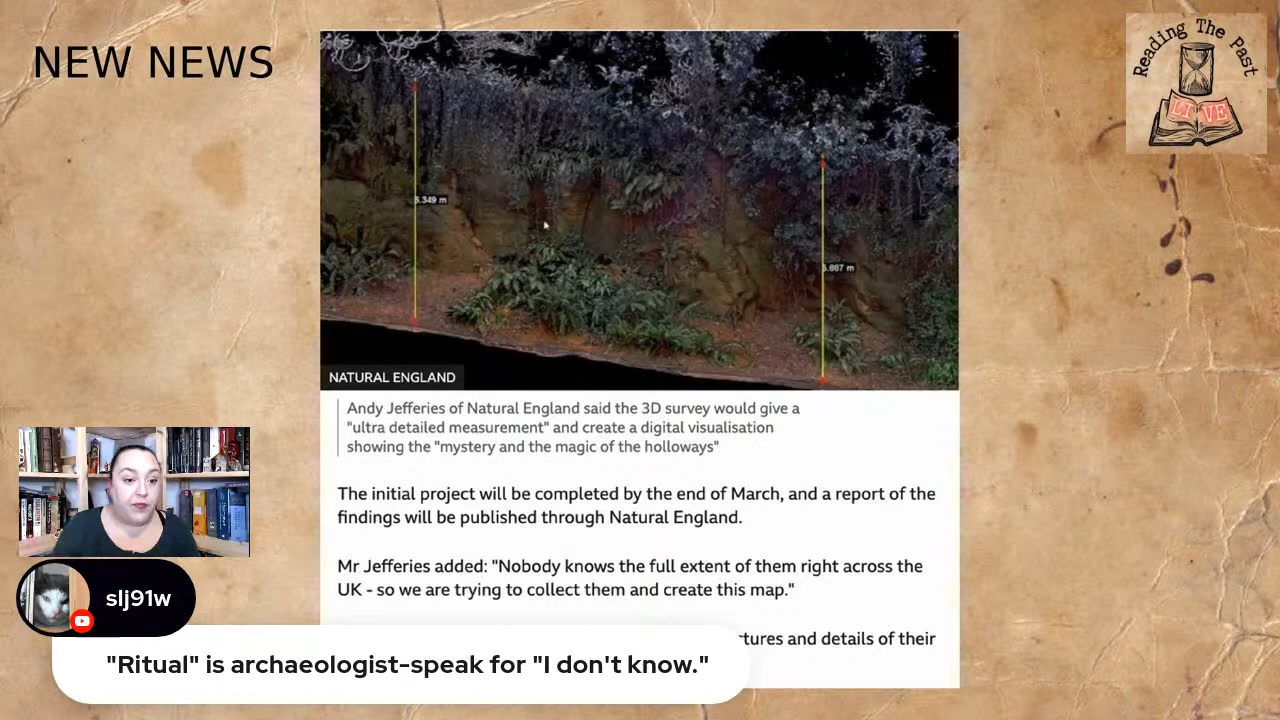 NEW NEWS
Reading The Past
LIVE
6.349 m
5.887 m
NATURAL ENGLAND
Andy Jefferies of Natural England said the 3D survey would give a
"ultra detailed measurement" and create a digital visualisation
showing the "mystery and the magic of the holloways"
The initial project will be completed by the end of March, and a report of the
findings will be published through Natural England.
Mr Jefferies added: "Nobody knows the full extent of them right across the
UK - so we are trying to collect them and create this map."
and details of their
slj91w
"Ritual" is archaeologist-speak for "I don't know."